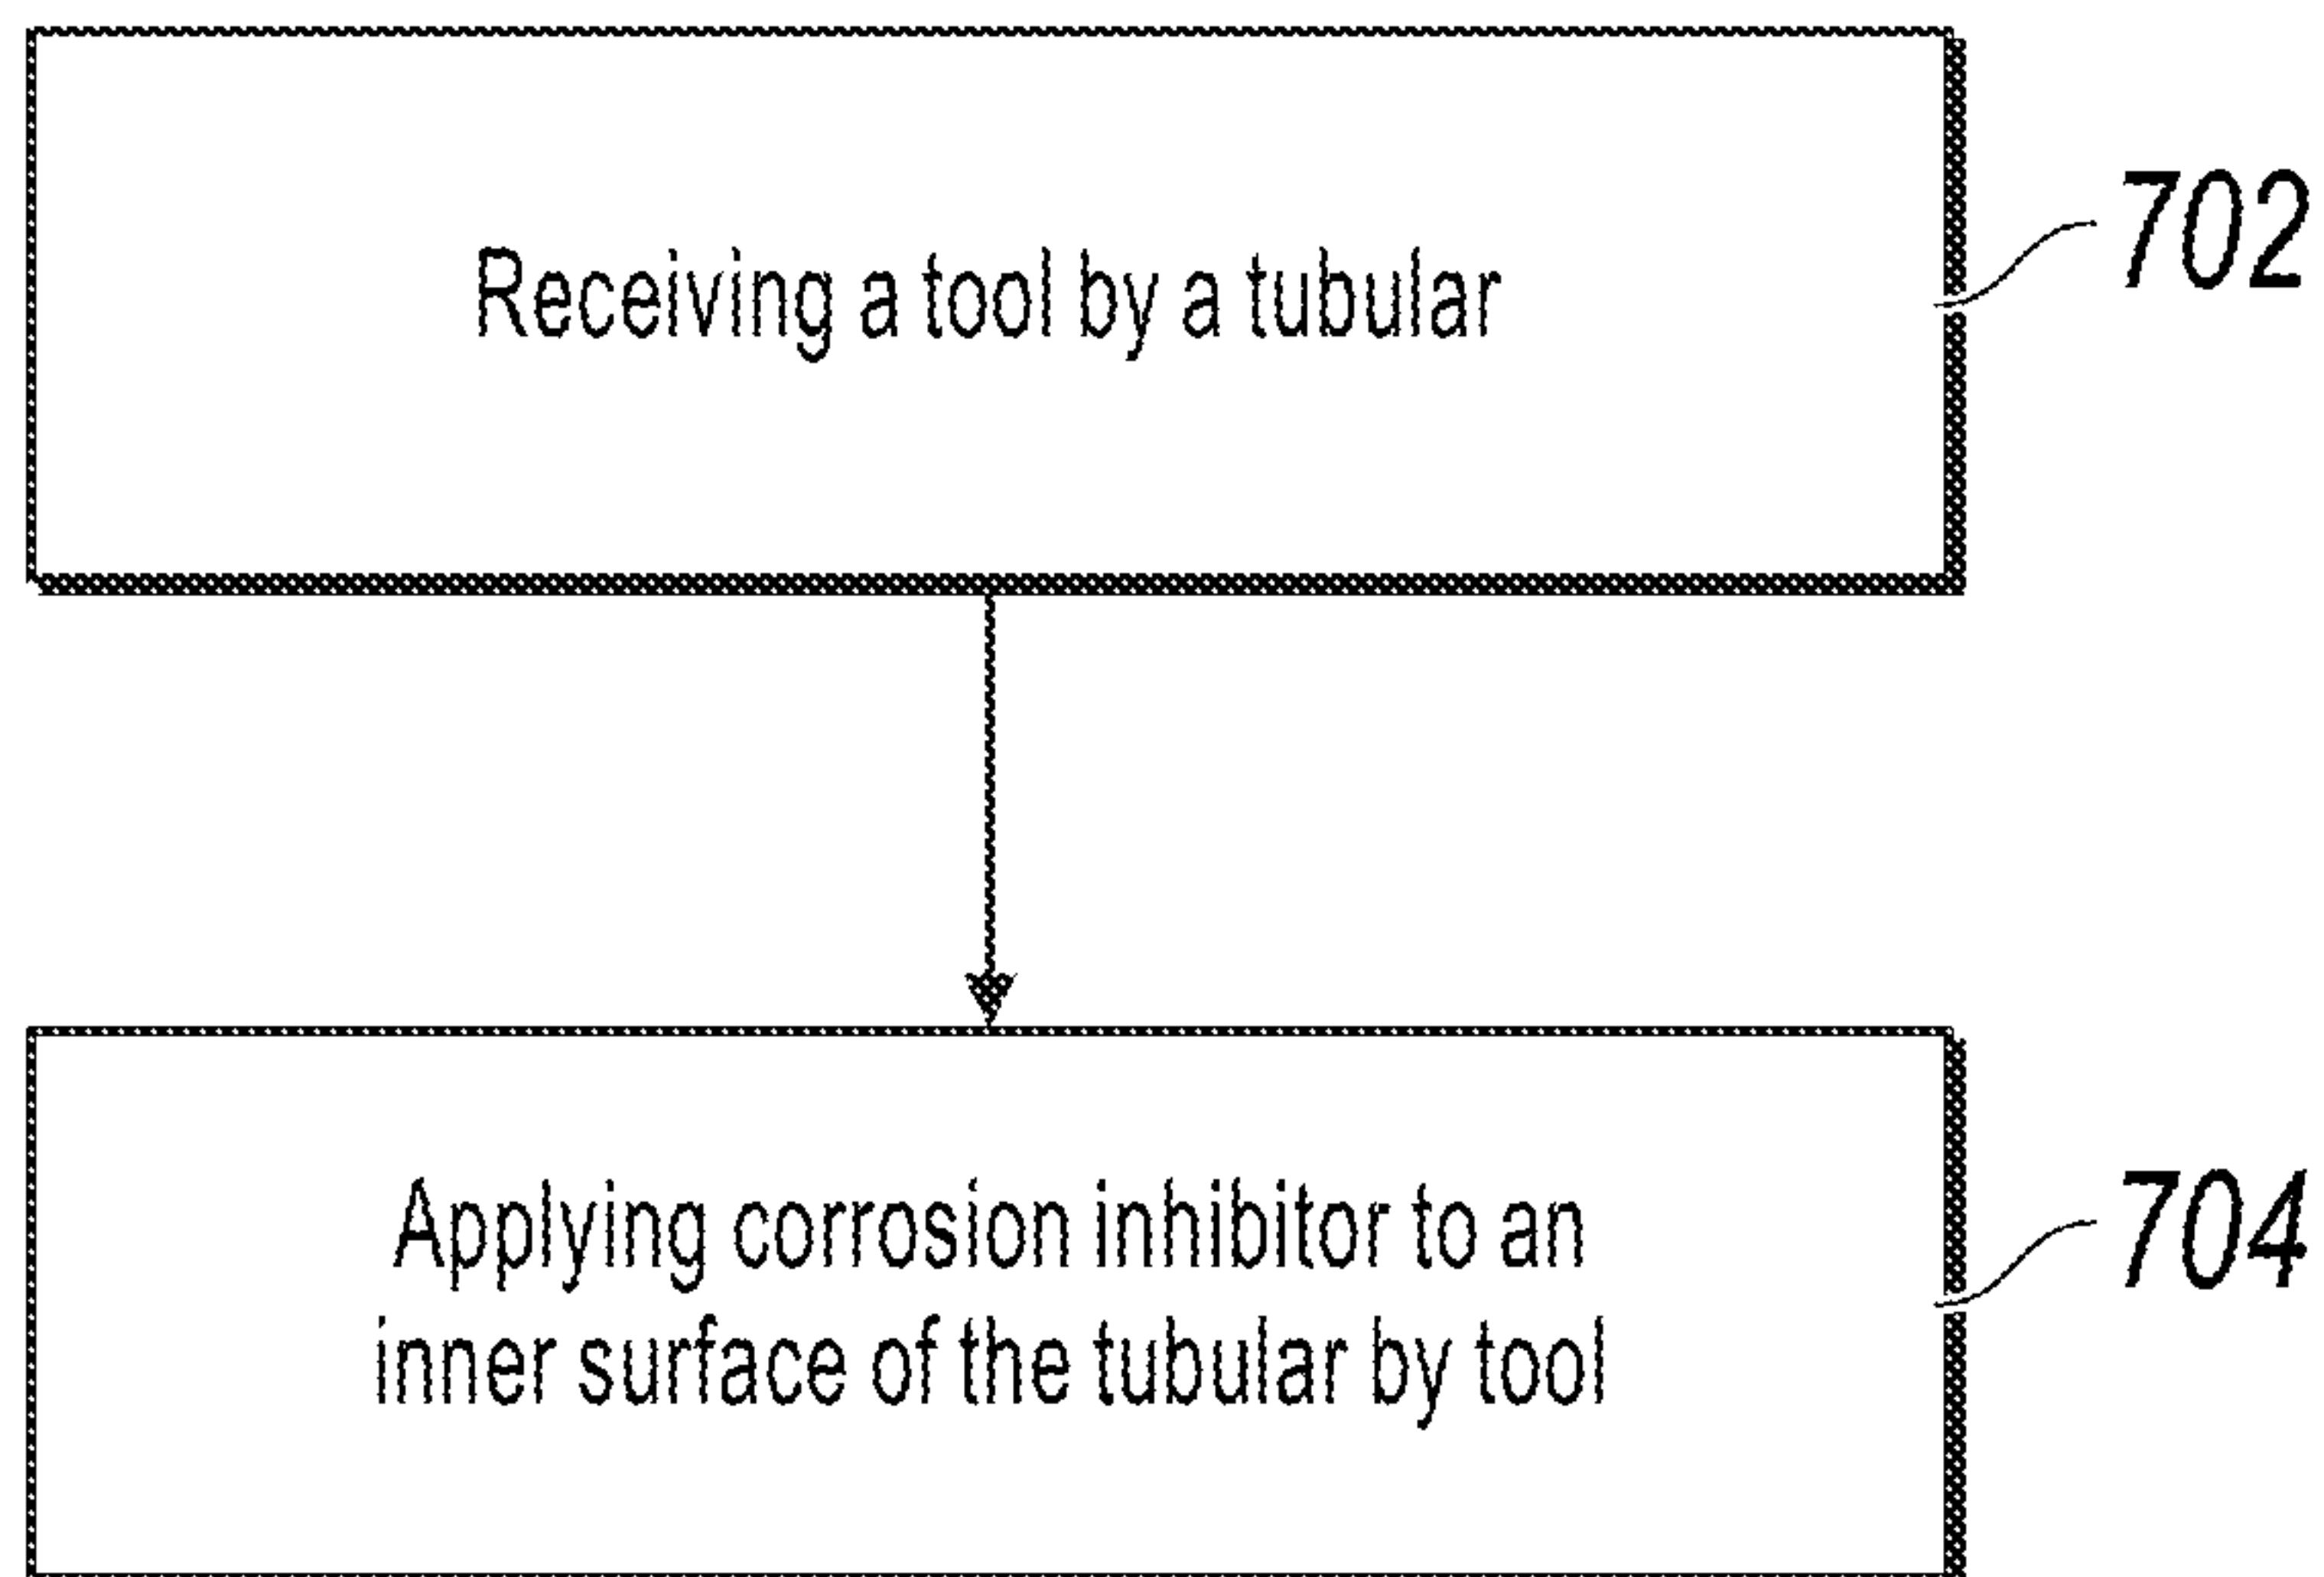 Receiving a tool by a tubular
702
Applying corrosion inhibitor to an
inner surface of the tubular by tool
704